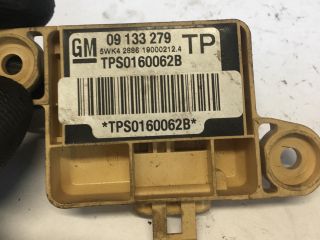 GM 09 133 279 TP
5WK4 2886 19000212.4
TPS0160062B
*TPS0160062B*